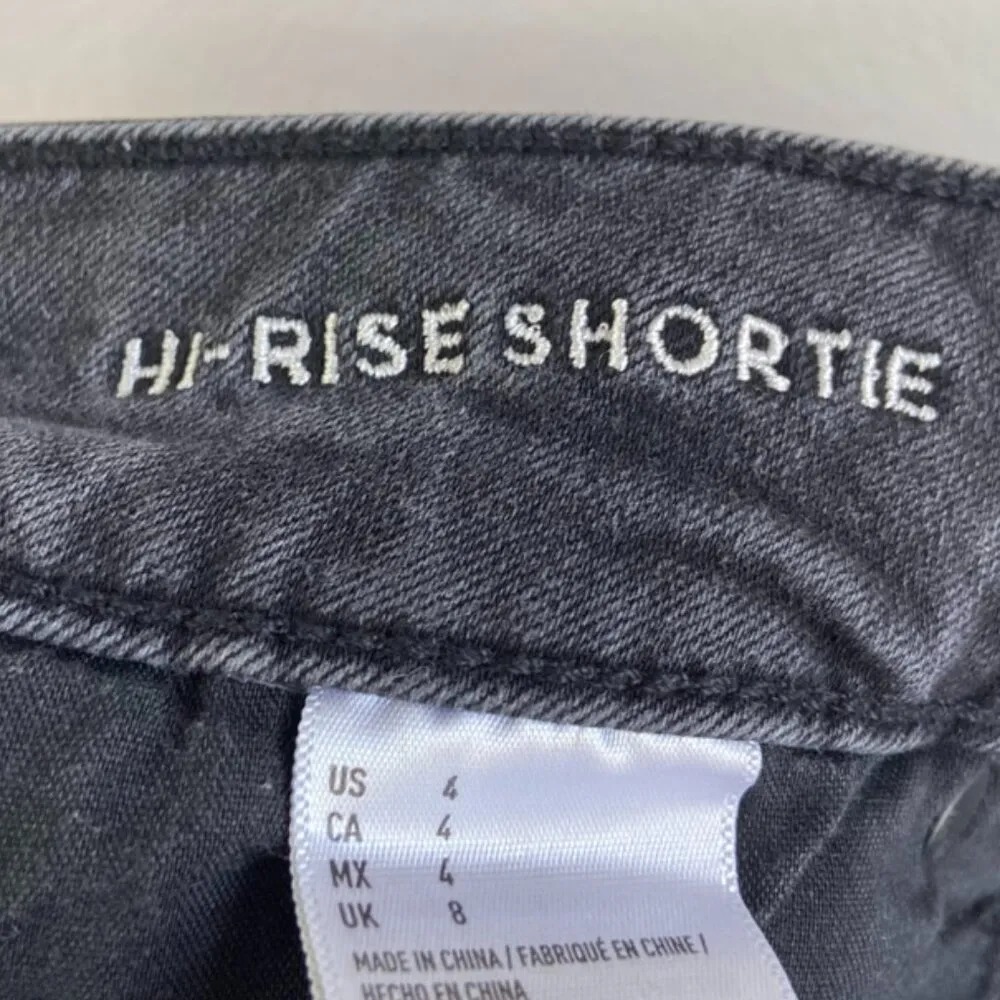 HI-RISE SHORTIE
US 4
CA 4
MX 4
UK 8
MADE IN CHINA / FABRIQUÉ EN CHINE /
HECHO EN CHINA